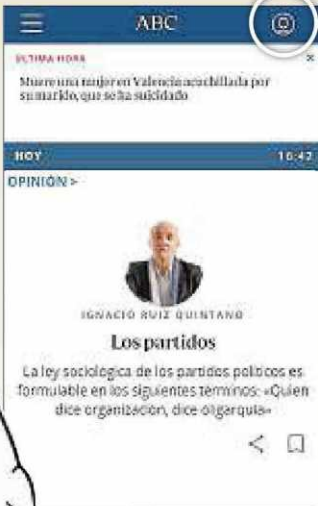 ABC
ÚLTIMA HORA
Muere una mujer en Valencia acuchillada por
su marido, que se ha suicidado
HOY
16:42
OPINIÓN >
IGNACIO RUIZ QUINTANO
Los partidos
La ley sociológica de los partidos políticos es
formulable en los siguientes términos: «Quien
dice organización, dice oligarquía»